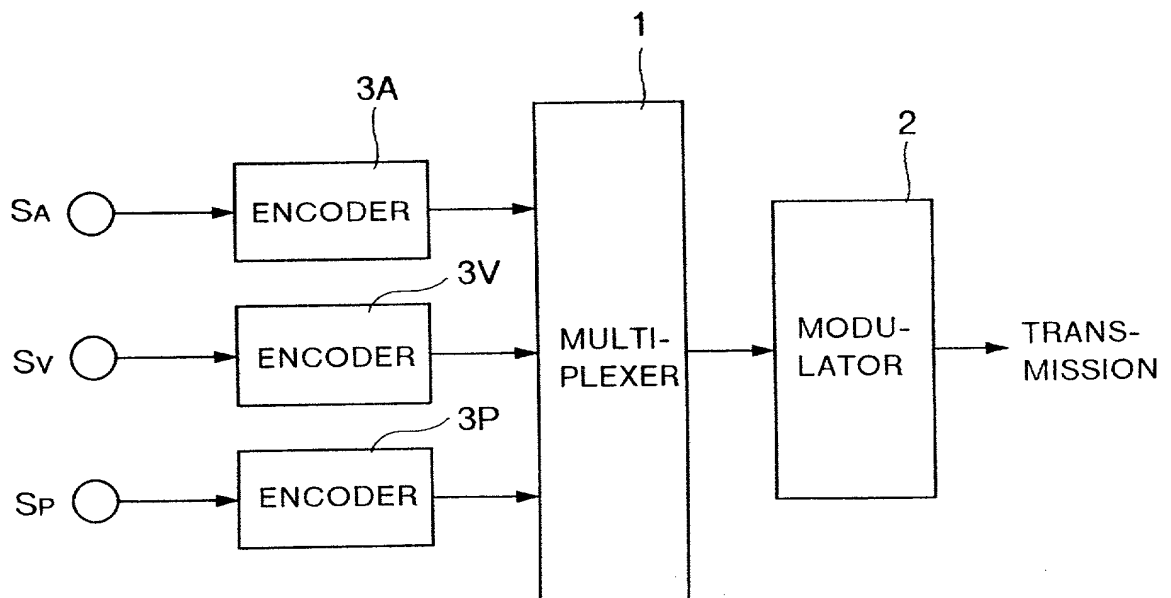 1
3A
2
SA
ENCODER
3V
SV
ENCODER
MULTI-
PLEXER
MODU-
LATOR
TRANS-
MISSION
3P
SP
ENCODER